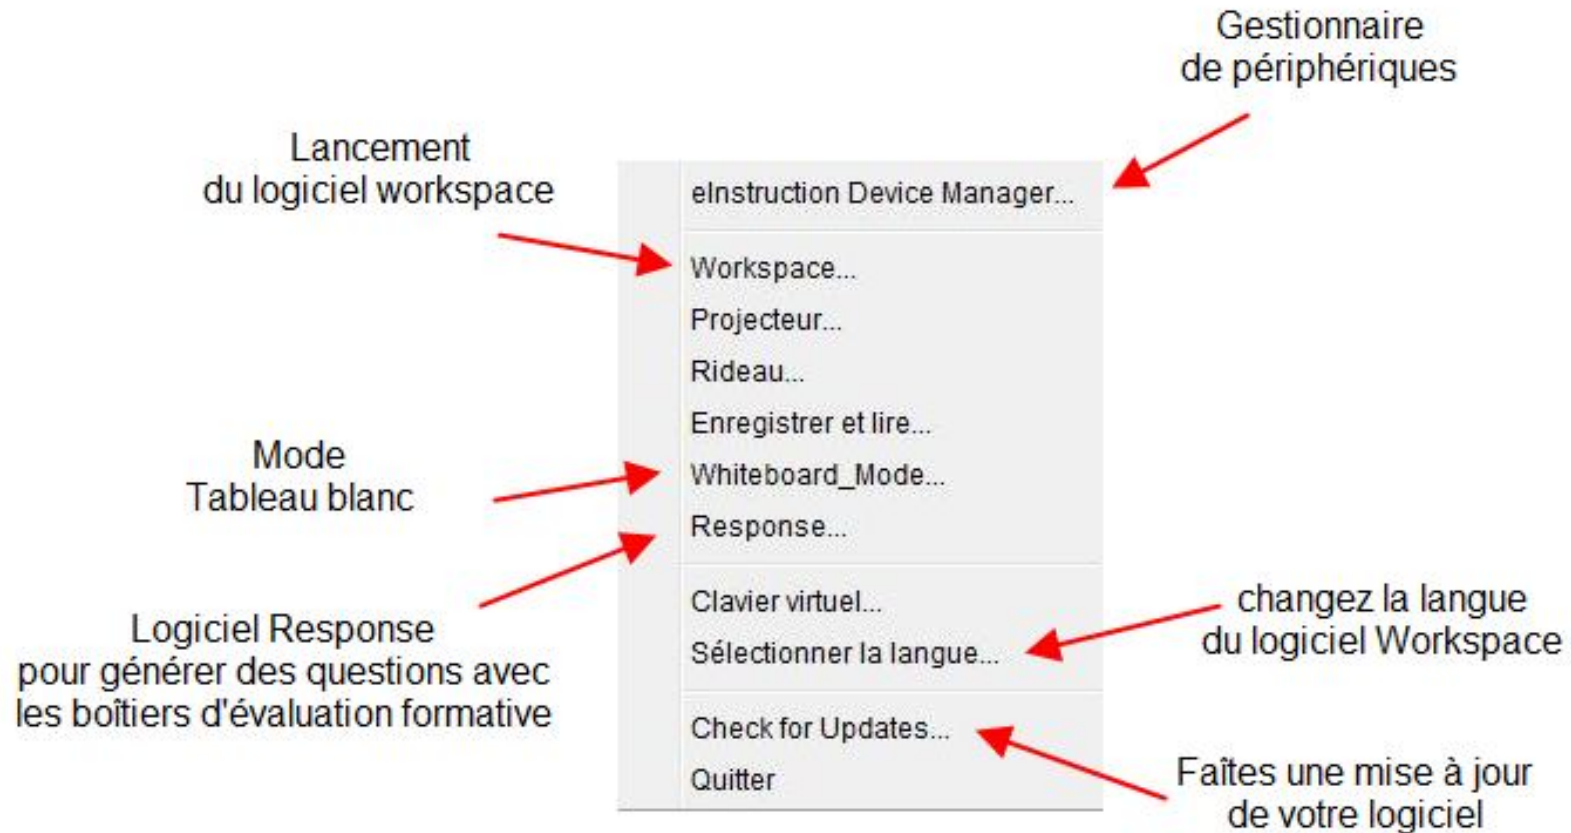 Gestionnaire
de périphériques
Lancement
du logiciel workspace
eInstruction Device Manager...
Workspace...
Projecteur...
Rideau...
Enregistrer et lire...
Mode
Tableau blanc
Whiteboard_Mode...
Response...
Logiciel Response
pour générer des questions avec
les boîtiers d'évaluation formative
Clavier virtuel...
Sélectionner la langue...
changez la langue
du logiciel Workspace
Check for Updates...
Quitter
Faîtes une mise à jour
de votre logiciel